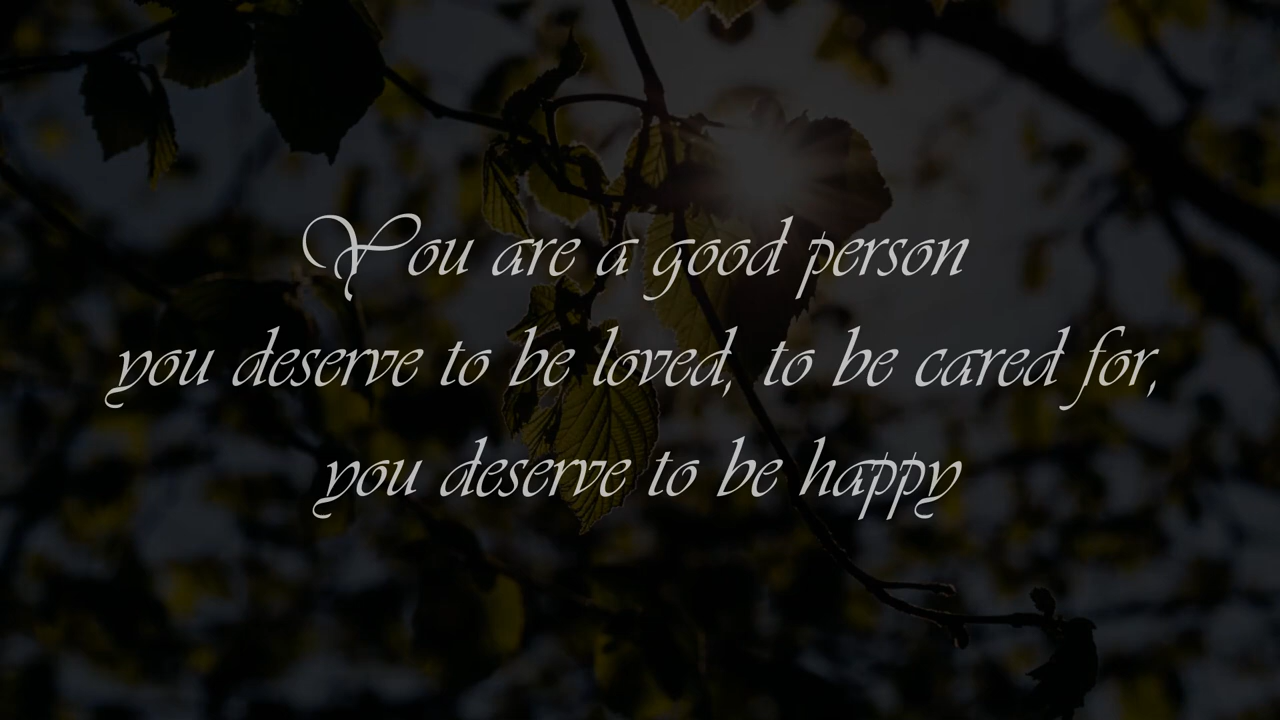 You are a good person
you deserve to be loved, to be cared for,
you deserve to be happy